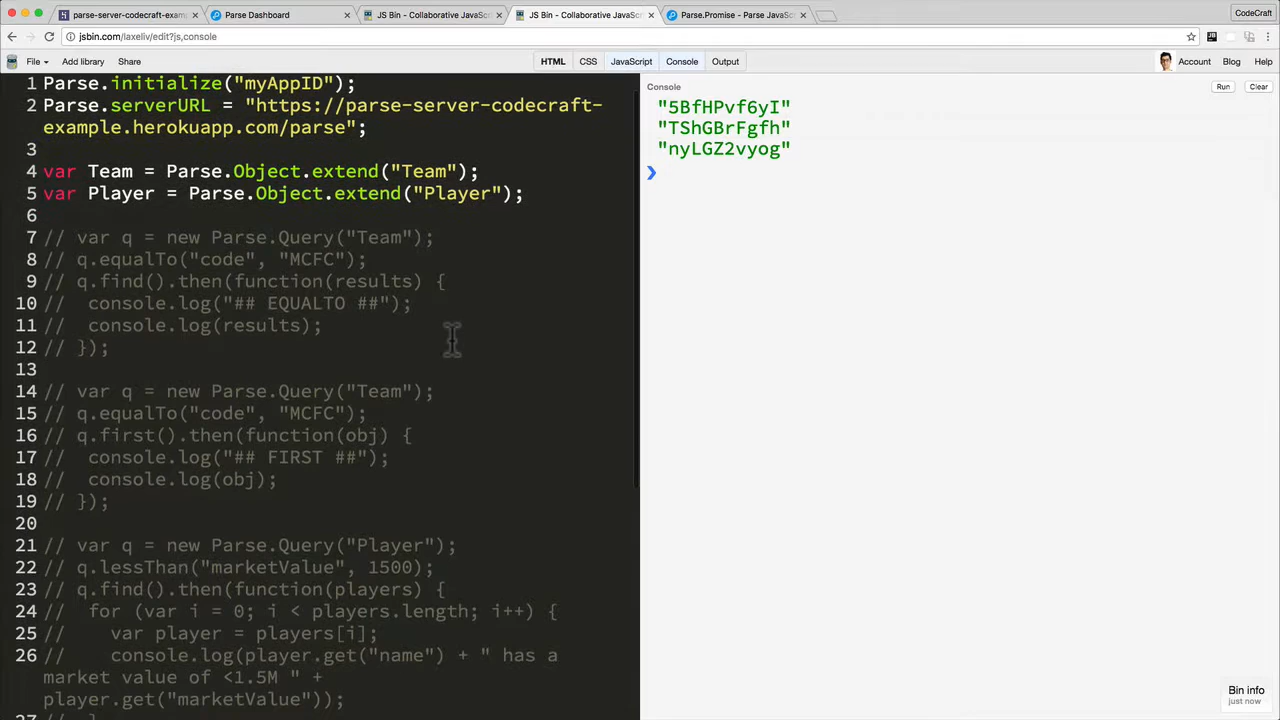 parse-server-codecraft-exam
Parse Dashboard
JS Bin - Collaborative JavaSc
JS Bin - Collaborative JavaSc
Parse.Promise - Parse JavaSc
CodeCraft
jsbin.com/laxeliv/edit?js,console
File
Add library
Share
HTML
CSS
JavaScript
Console
Output
Account
Blog
Help
1 Parse.initialize("myAppID");
2 Parse.serverURL = "https://parse-server-codecraft-
example.herokuapp.com/parse";
3
4 var Team = Parse.Object.extend("Team");
5 var Player = Parse.Object.extend("Player");
6
7 // var q = new Parse.Query("Team");
8 // q.equalTo("code", "MCFC");
9 // q.find().then(function(results) {
10 //  console.log("## EQUALTO ##");
11 //  console.log(results);
12 // });
13
14 // var q = new Parse.Query("Team");
15 // q.equalTo("code", "MCFC");
16 // q.first().then(function(obj) {
17 //  console.log("## FIRST ##");
18 //  console.log(obj);
19 // });
20
21 // var q = new Parse.Query("Player");
22 // q.lessThan("marketValue", 1500);
23 // q.find().then(function(players) {
24 //  for (var i = 0; i < players.length; i++) {
25 //    var player = players[i];
26 //    console.log(player.get("name") + " has a
market value of <1.5M " +
player.get("marketValue"));
27 //  }
Console
Run
Clear
"5BfHPvf6yI"
"TShGBrFgfh"
"nyLGZ2vyog"
Bin info
just now